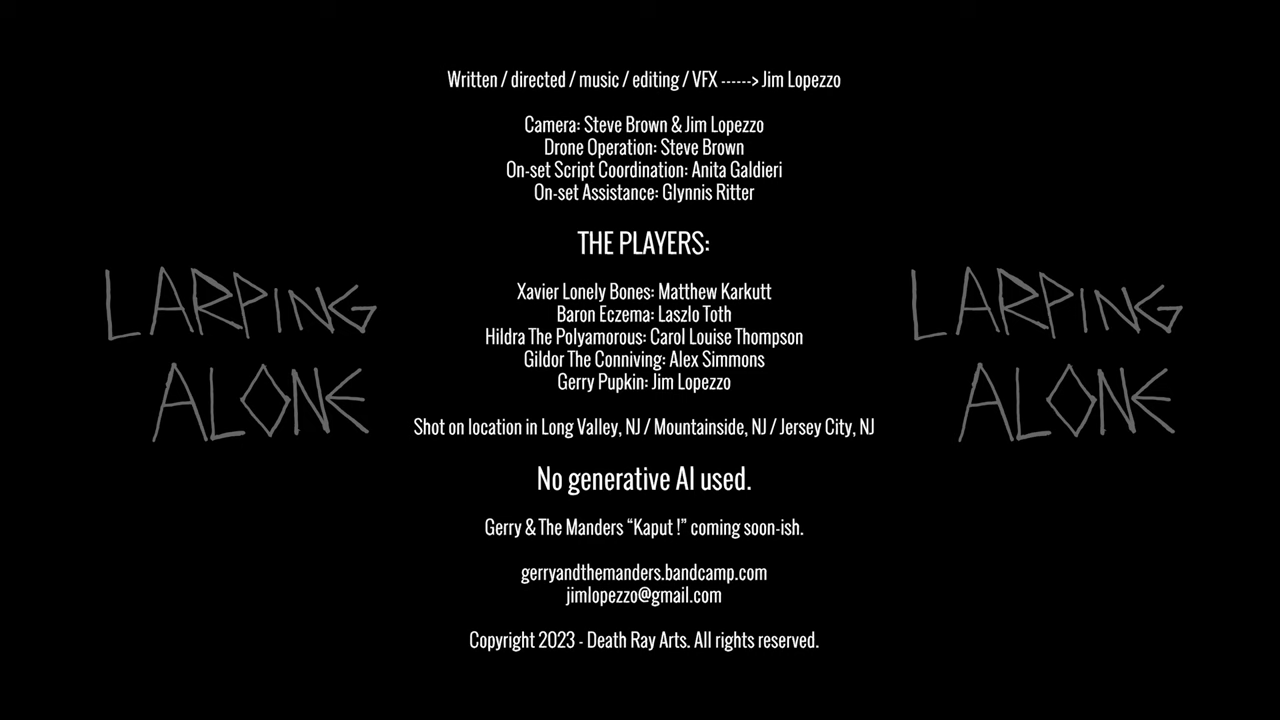 Written / directed / music / editing / VFX ------> Jim Lopezzo
Camera: Steve Brown & Jim Lopezzo
Drone Operation: Steve Brown
On-set Script Coordination: Anita Galdieri
On-set Assistance: Glynnis Ritter
THE PLAYERS:
LARPING
ALONE
Xavier Lonely Bones: Matthew Karkutt
Baron Eczema: Laszlo Toth
Hildra The Polyamorous: Carol Louise Thompson
Gildor The Conniving: Alex Simmons
Gerry Pupkin: Jim Lopezzo
LARPING
ALONE
Shot on location in Long Valley, NJ / Mountainside, NJ / Jersey City, NJ
No generative AI used.
Gerry & The Manders “Kaput !” coming soon-ish.
gerryandthemanders.bandcamp.com
jimlopezzo@gmail.com
Copyright 2023 - Death Ray Arts. All rights reserved.